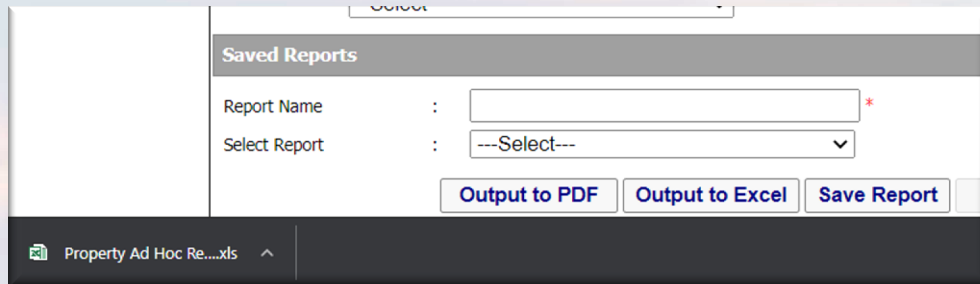 Saved Reports
Report Name : *
Select Report : ---Select---
Output to PDF Output to Excel Save Report
Property Ad Hoc Re....xls